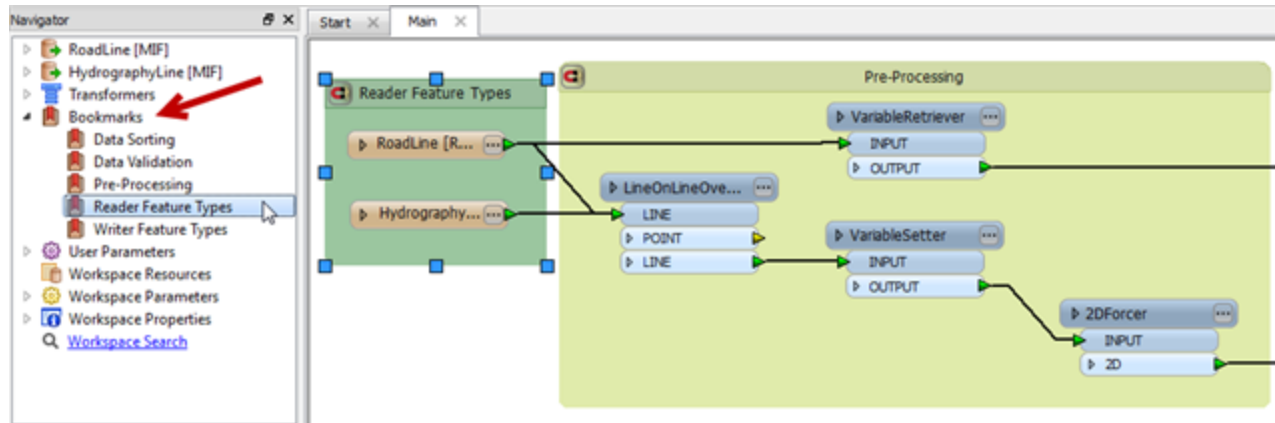 Navigator
RoadLine [MIF]
HydrographyLine [MIF]
Transformers
Bookmarks
Data Sorting
Data Validation
Pre-Processing
Reader Feature Types
Writer Feature Types
User Parameters
Workspace Resources
Workspace Parameters
Workspace Properties
Workspace Search
Start
Main
Reader Feature Types
RoadLine [R...
Hydrography...
Pre-Processing
VariableRetriever
INPUT
OUTPUT
LineOnLineOve...
LINE
POINT
LINE
VariableSetter
INPUT
OUTPUT
2DForcer
INPUT
2D